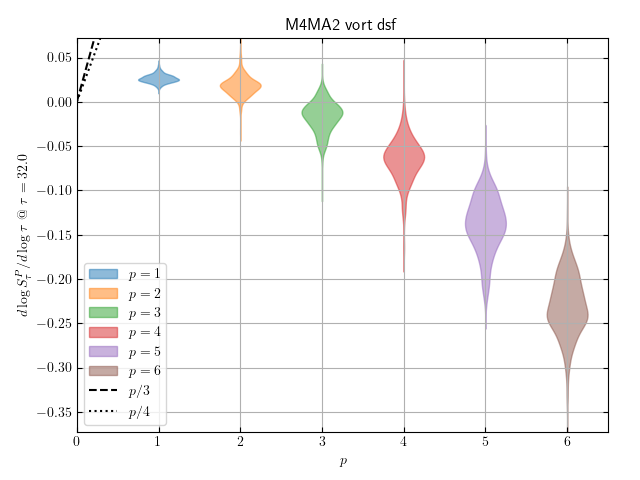 M4MA2 vort dsf
d log S_τ^P / d log τ @ τ = 32.0
0.05
0.00
−0.05
−0.10
−0.15
−0.20
−0.25
−0.30
−0.35
p = 1
p = 2
p = 3
p = 4
p = 5
p = 6
p/3
p/4
0 1 2 3 4 5 6
p